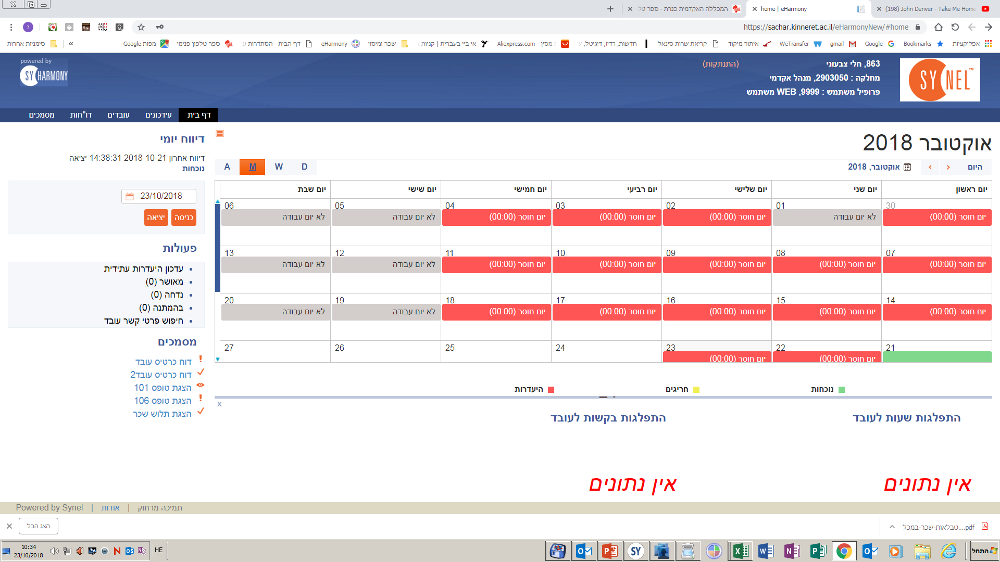 (198) John Denver - Take Me Home
home | eHarmony
המכללה האקדמית כנרת - ספר טל
https://sachar.kinneret.ac.il/eHarmonyNew/#home
אפליקציות
Bookmarks
Google
gmail
WeTransfer
איתור מיקוד
קריאת שרות סינאל
חדשות, רדיו, דיגיטל,
Aliexpress.com - מסין
אי ביי בעברית | קניות
שכר ומיסוי
eHarmony
דף הבית - הסתדרות
ספר טלפון פנימי
מפות Google
»
סימניות אחרות
SYNEL™
863, חלי צבעוני
(התנתקות)
מחלקה : 2903050, מנהל אקדמי
פרופיל משתמש : 9999, WEB משתמש
powered by
SY HARMONY
דף בית
עידכונים
עובדים
דו"חות
מסמכים
אוקטובר 2018
היום
אוקטובר, 2018
D
W
M
A
יום ראשון
יום שני
יום שלישי
יום רביעי
יום חמישי
יום שישי
יום שבת
30
01
02
03
04
05
06
יום חוסר (00:00)
לא יום עבודה
יום חוסר (00:00)
יום חוסר (00:00)
יום חוסר (00:00)
לא יום עבודה
לא יום עבודה
07
08
09
10
11
12
13
יום חוסר (00:00)
יום חוסר (00:00)
יום חוסר (00:00)
יום חוסר (00:00)
יום חוסר (00:00)
לא יום עבודה
לא יום עבודה
14
15
16
17
18
19
20
יום חוסר (00:00)
יום חוסר (00:00)
יום חוסר (00:00)
יום חוסר (00:00)
יום חוסר (00:00)
לא יום עבודה
לא יום עבודה
21
22
23
24
25
26
27
יום חוסר (00:00)
יום חוסר (00:00)
נוכחות
חריגים
היעדרות
x
התפלגות שעות לעובד
התפלגות בקשות לעובד
אין נתונים
אין נתונים
דיווח יומי
דיווח אחרון 2018-10-21 14:38:31 יציאה
נוכחות
23/10/2018
כניסה
יציאה
פעולות
עדכון היעדרות עתידית
מאושר (0)
נדחה (0)
בהמתנה (0)
חיפוש פרטי קשר עובד
מסמכים
דוח כרטיס עובד
דוח כרטיס עובד2
הצגת טופס 101
הצגת טופס 106
הצגת תלוש שכר
תמיכה מרחוק | אודות | Powered by Synel
טבלאות-שכר-במכל....pdf
הצג הכל
התחל
SY
HE
10:34
23/10/2018